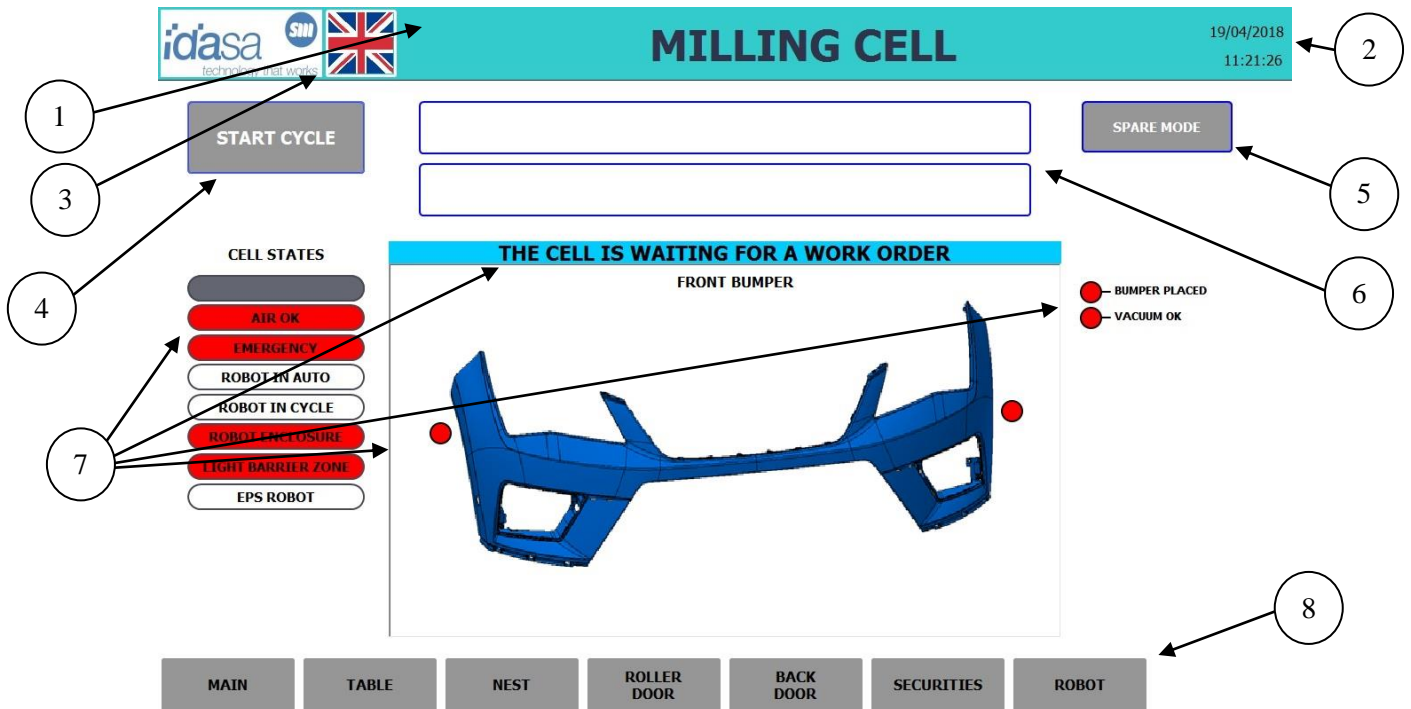 idasa
SM
technology that works
MILLING CELL
19/04/2018
11:21:26
1
2
3
START CYCLE
SPARE MODE
4
5
6
CELL STATES
AIR OK
EMERGENCY
ROBOT IN AUTO
ROBOT IN CYCLE
ROBOT ENCLOSURE
LIGHT BARRIER ZONE
EPS ROBOT
7
THE CELL IS WAITING FOR A WORK ORDER
FRONT BUMPER
BUMPER PLACED
VACUUM OK
8
MAIN
TABLE
NEST
ROLLER
DOOR
BACK
DOOR
SECURITIES
ROBOT